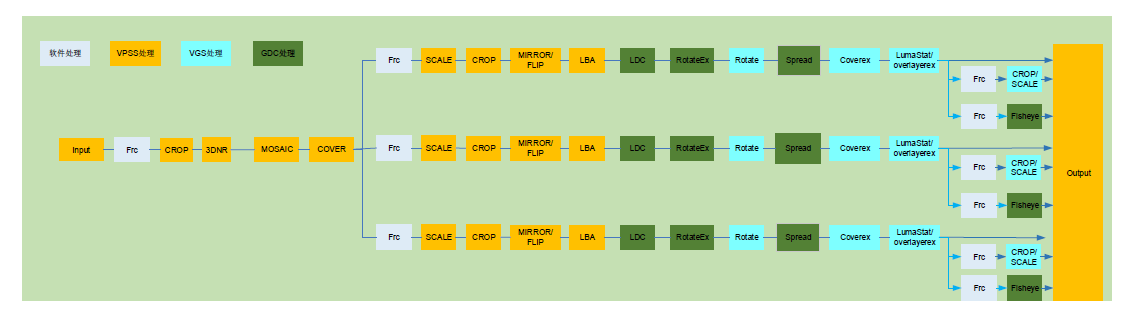 软件处理
VPSS处理
VGS处理
GDC处理
Input
Frc
CROP
3DNR
MOSAIC
COVER
Frc
SCALE
CROP
MIRROR/
FLIP
LBA
LDC
RotateEx
Rotate
Spread
Coverex
LumaStat/
overlayerex
Frc
CROP/
SCALE
Frc
Fisheye
Frc
SCALE
CROP
MIRROR/
FLIP
LBA
LDC
RotateEx
Rotate
Spread
Coverex
LumaStat/
overlayerex
Frc
CROP/
SCALE
Frc
Fisheye
Frc
SCALE
CROP
MIRROR/
FLIP
LBA
LDC
RotateEx
Rotate
Spread
Coverex
LumaStat/
overlayerex
Frc
CROP/
SCALE
Frc
Fisheye
Output